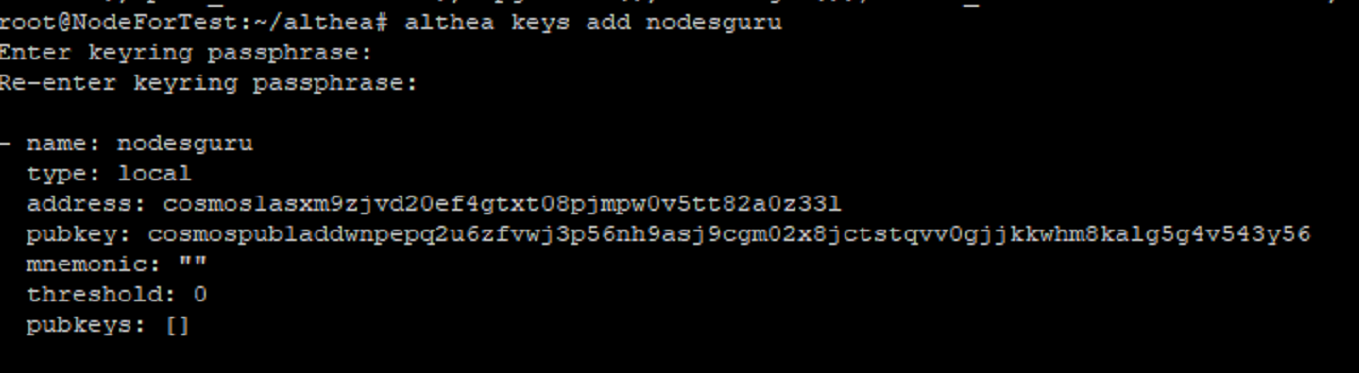 root@NodeForTest:~/althea# althea keys add nodesguru
Enter keyring passphrase:
Re-enter keyring passphrase:
- name: nodesguru
type: local
address: cosmos1asxm9zjvd20ef4gtxt08pjmpw0v5tt82a0z33l
pubkey: cosmospub1addwnpepq2u6zfvwj3p56nh9asj9cgm02x8jctstqvv0gjjkkwhm8kalg5g4v543y56
mnemonic: ""
threshold: 0
pubkeys: []